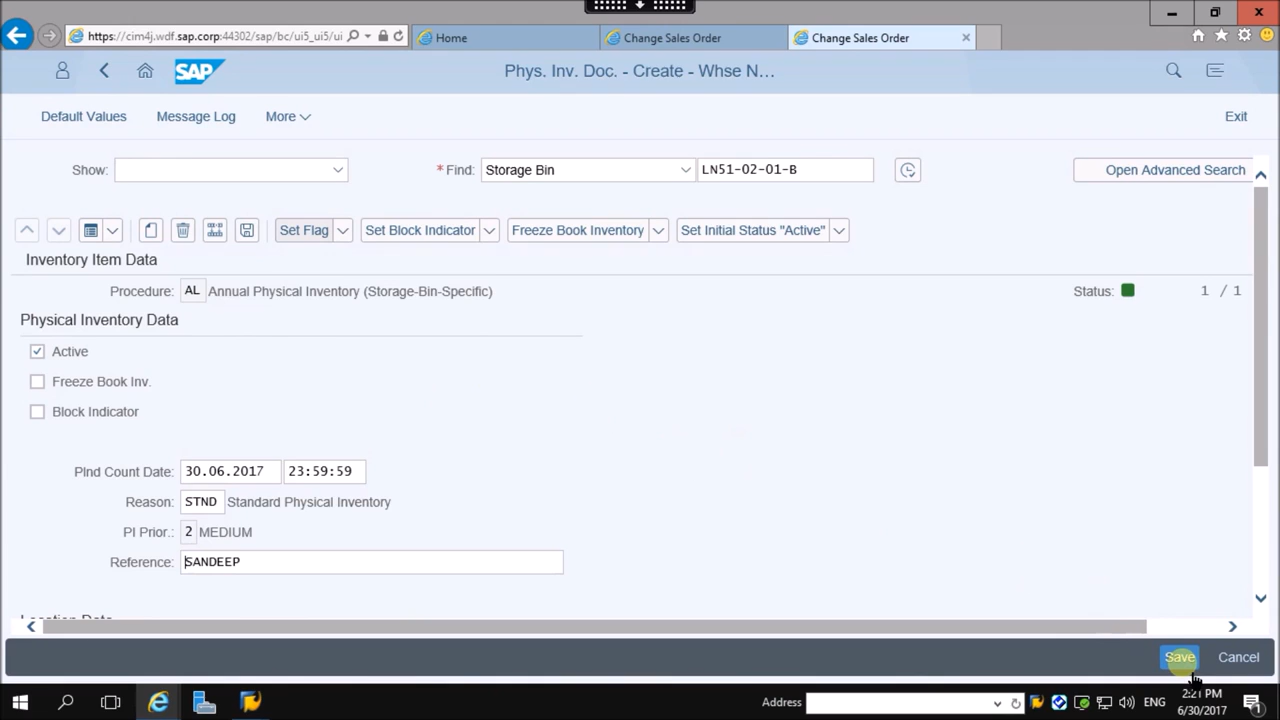 https://cim4j.wdf.sap.corp:44302/sap/bc/ui5_ui5/ui
Home
Change Sales Order
Change Sales Order
SAP
Phys. Inv. Doc. - Create - Whse N...
Default Values
Message Log
More
Exit
Show:
*Find: Storage Bin LN51-02-01-B
Open Advanced Search
Set Flag
Set Block Indicator
Freeze Book Inventory
Set Initial Status "Active"
Inventory Item Data
Procedure: AL Annual Physical Inventory (Storage-Bin-Specific)
Status: 1 / 1
Physical Inventory Data
Active
Freeze Book Inv.
Block Indicator
Plnd Count Date: 30.06.2017 23:59:59
Reason: STND Standard Physical Inventory
PI Prior.: 2 MEDIUM
Reference: SANDEEP
Location Data
Save
Cancel
Address
ENG
2:21 PM
6/30/2017
1